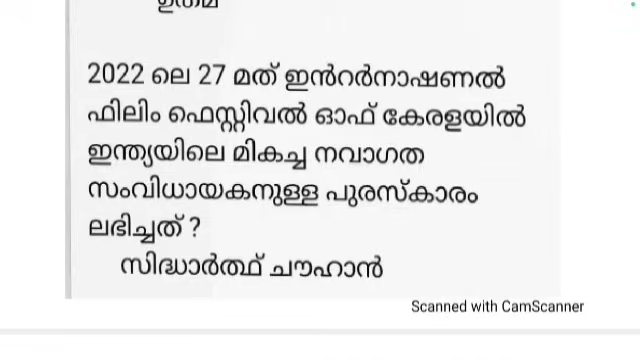 2022 ലെ 27 മത് ഇൻറർനാഷണൽ
ഫിലിം ഫെസ്റ്റിവൽ ഓഫ് കേരളയിൽ
ഇന്ത്യയിലെ മികച്ച നവാഗത
സംവിധായകനുള്ള പുരസ്കാരം
ലഭിച്ചത് ?
സിദ്ധാർത്ഥ് ചൗഹാൻ
Scanned with CamScanner